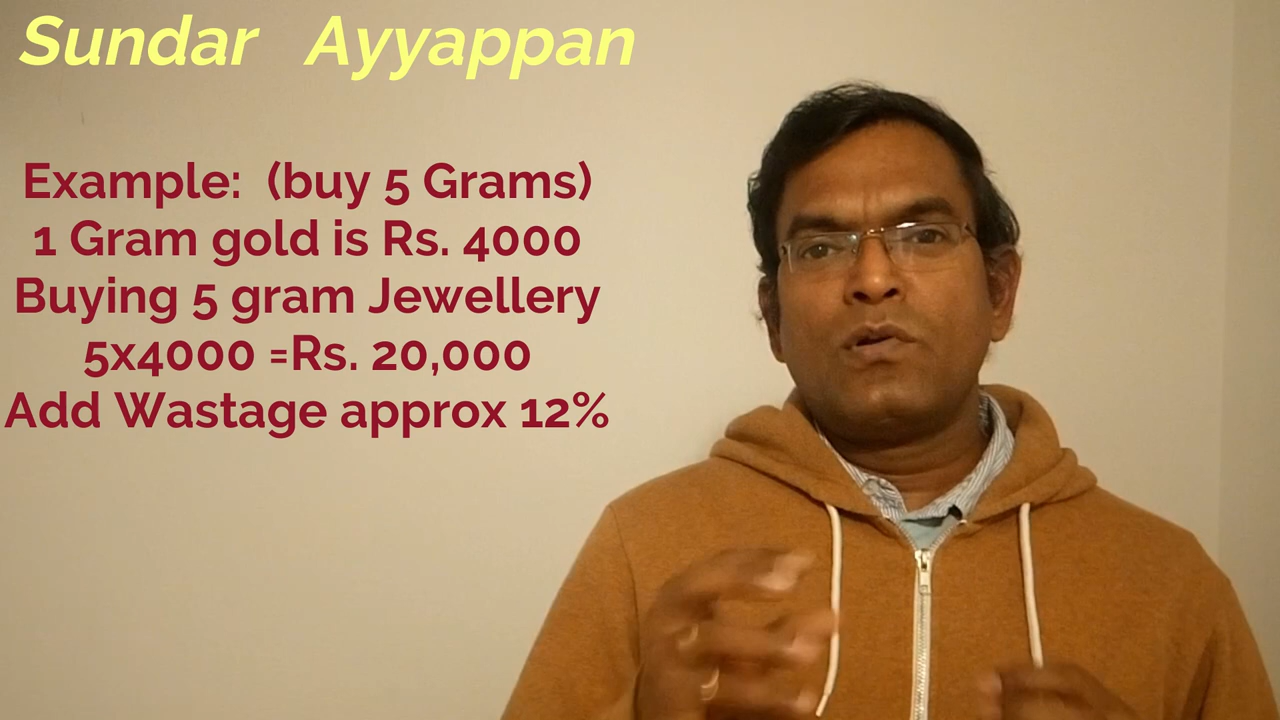 Sundar Ayyappan
Example: (buy 5 Grams)
1 Gram gold is Rs. 4000
Buying 5 gram Jewellery
5x4000 =Rs. 20,000
Add Wastage approx 12%